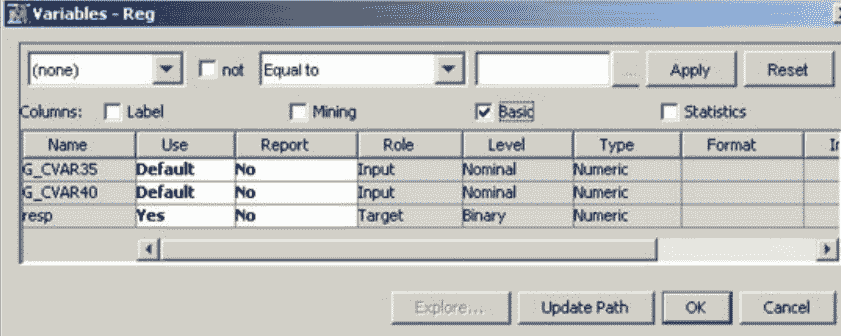 Variables - Reg
(none) not Equal to ... Apply Reset
Columns: Label Mining Basic Statistics
Name Use Report Role Level Type Format
G_CVAR35 Default No Input Nominal Numeric
G_CVAR40 Default No Input Nominal Numeric
resp Yes No Target Binary Numeric
Explore... Update Path OK Cancel